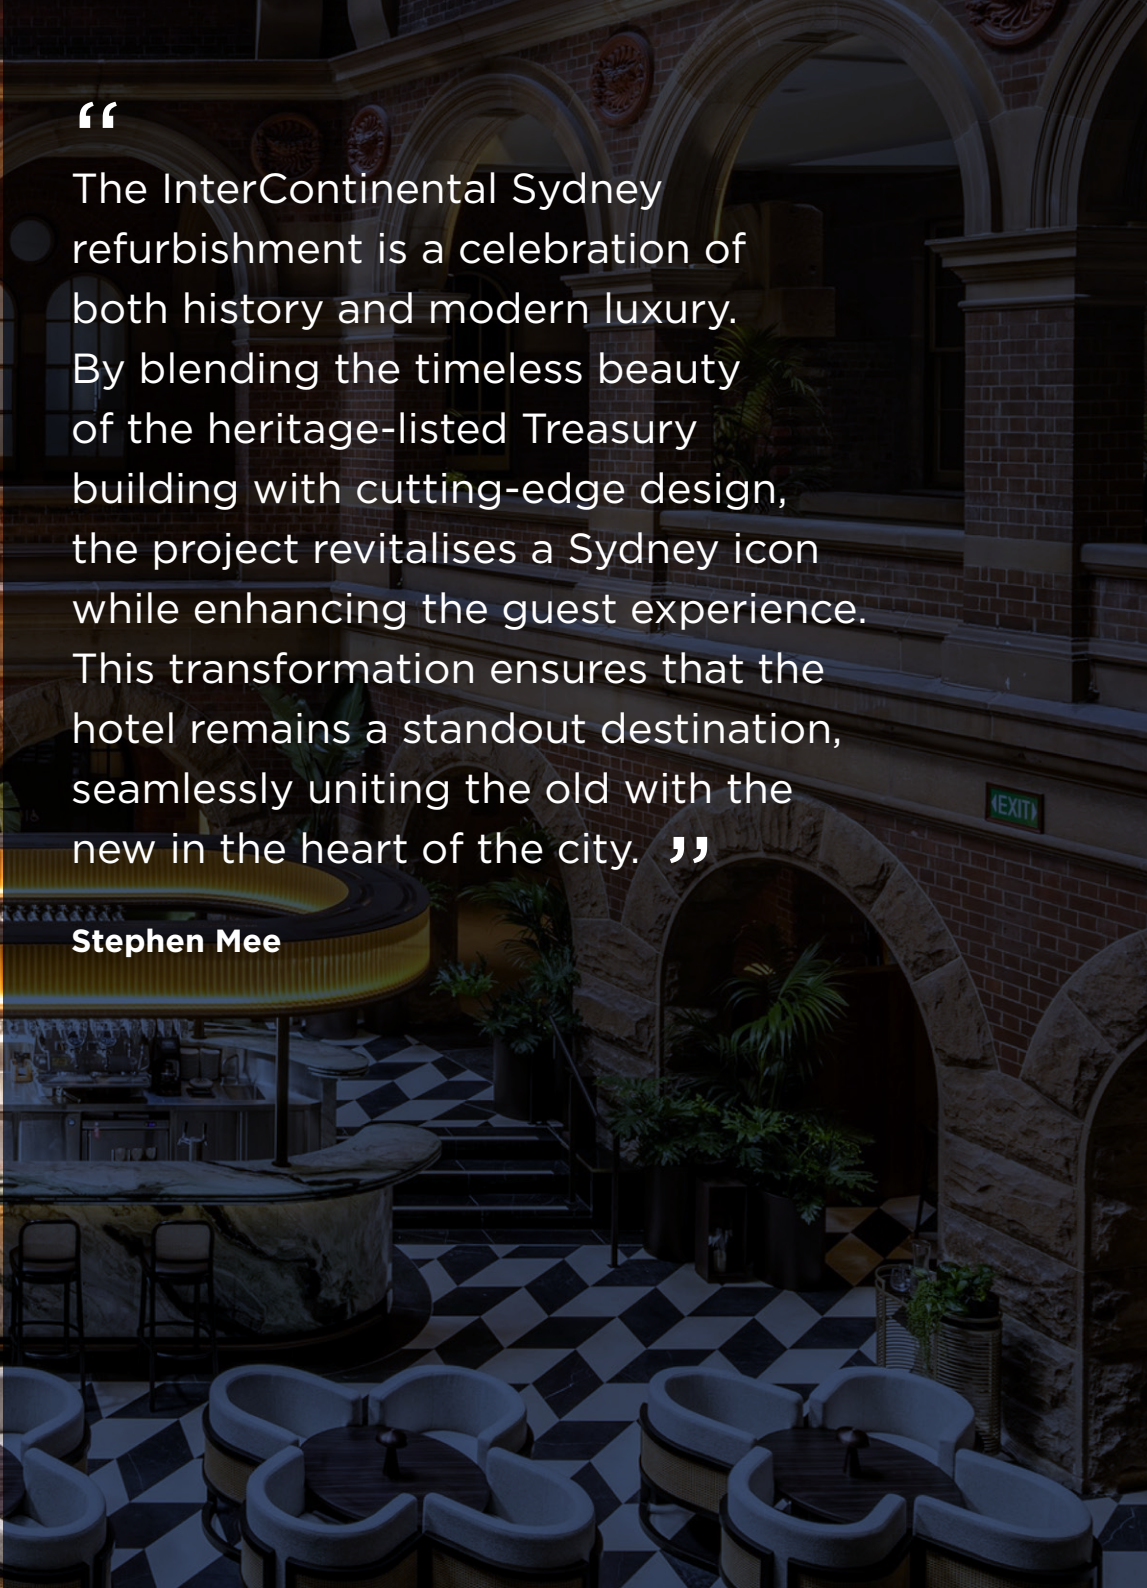 “
The InterContinental Sydney
refurbishment is a celebration of
both history and modern luxury.
By blending the timeless beauty
of the heritage-listed Treasury
building with cutting-edge design,
the project revitalises a Sydney icon
while enhancing the guest experience.
This transformation ensures that the
hotel remains a standout destination,
seamlessly uniting the old with the
new in the heart of the city. ”
Stephen Mee
EXIT